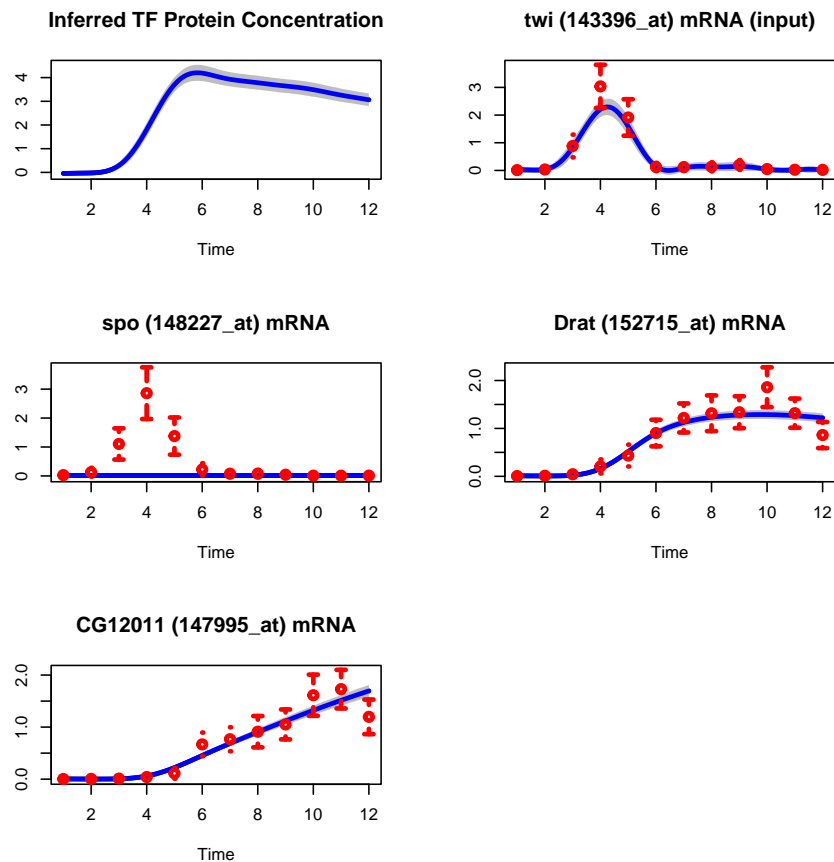 Inferred TF Protein Concentration
4
3
2
1
0
2 4 6 8 10 12
Time
twi (143396_at) mRNA (input)
3
2
1
0
2 4 6 8 10 12
Time
spo (148227_at) mRNA
3
2
1
0
2 4 6 8 10 12
Time
Drat (152715_at) mRNA
2.0
1.0
0.0
2 4 6 8 10 12
Time
CG12011 (147995_at) mRNA
2.0
1.0
0.0
2 4 6 8 10 12
Time